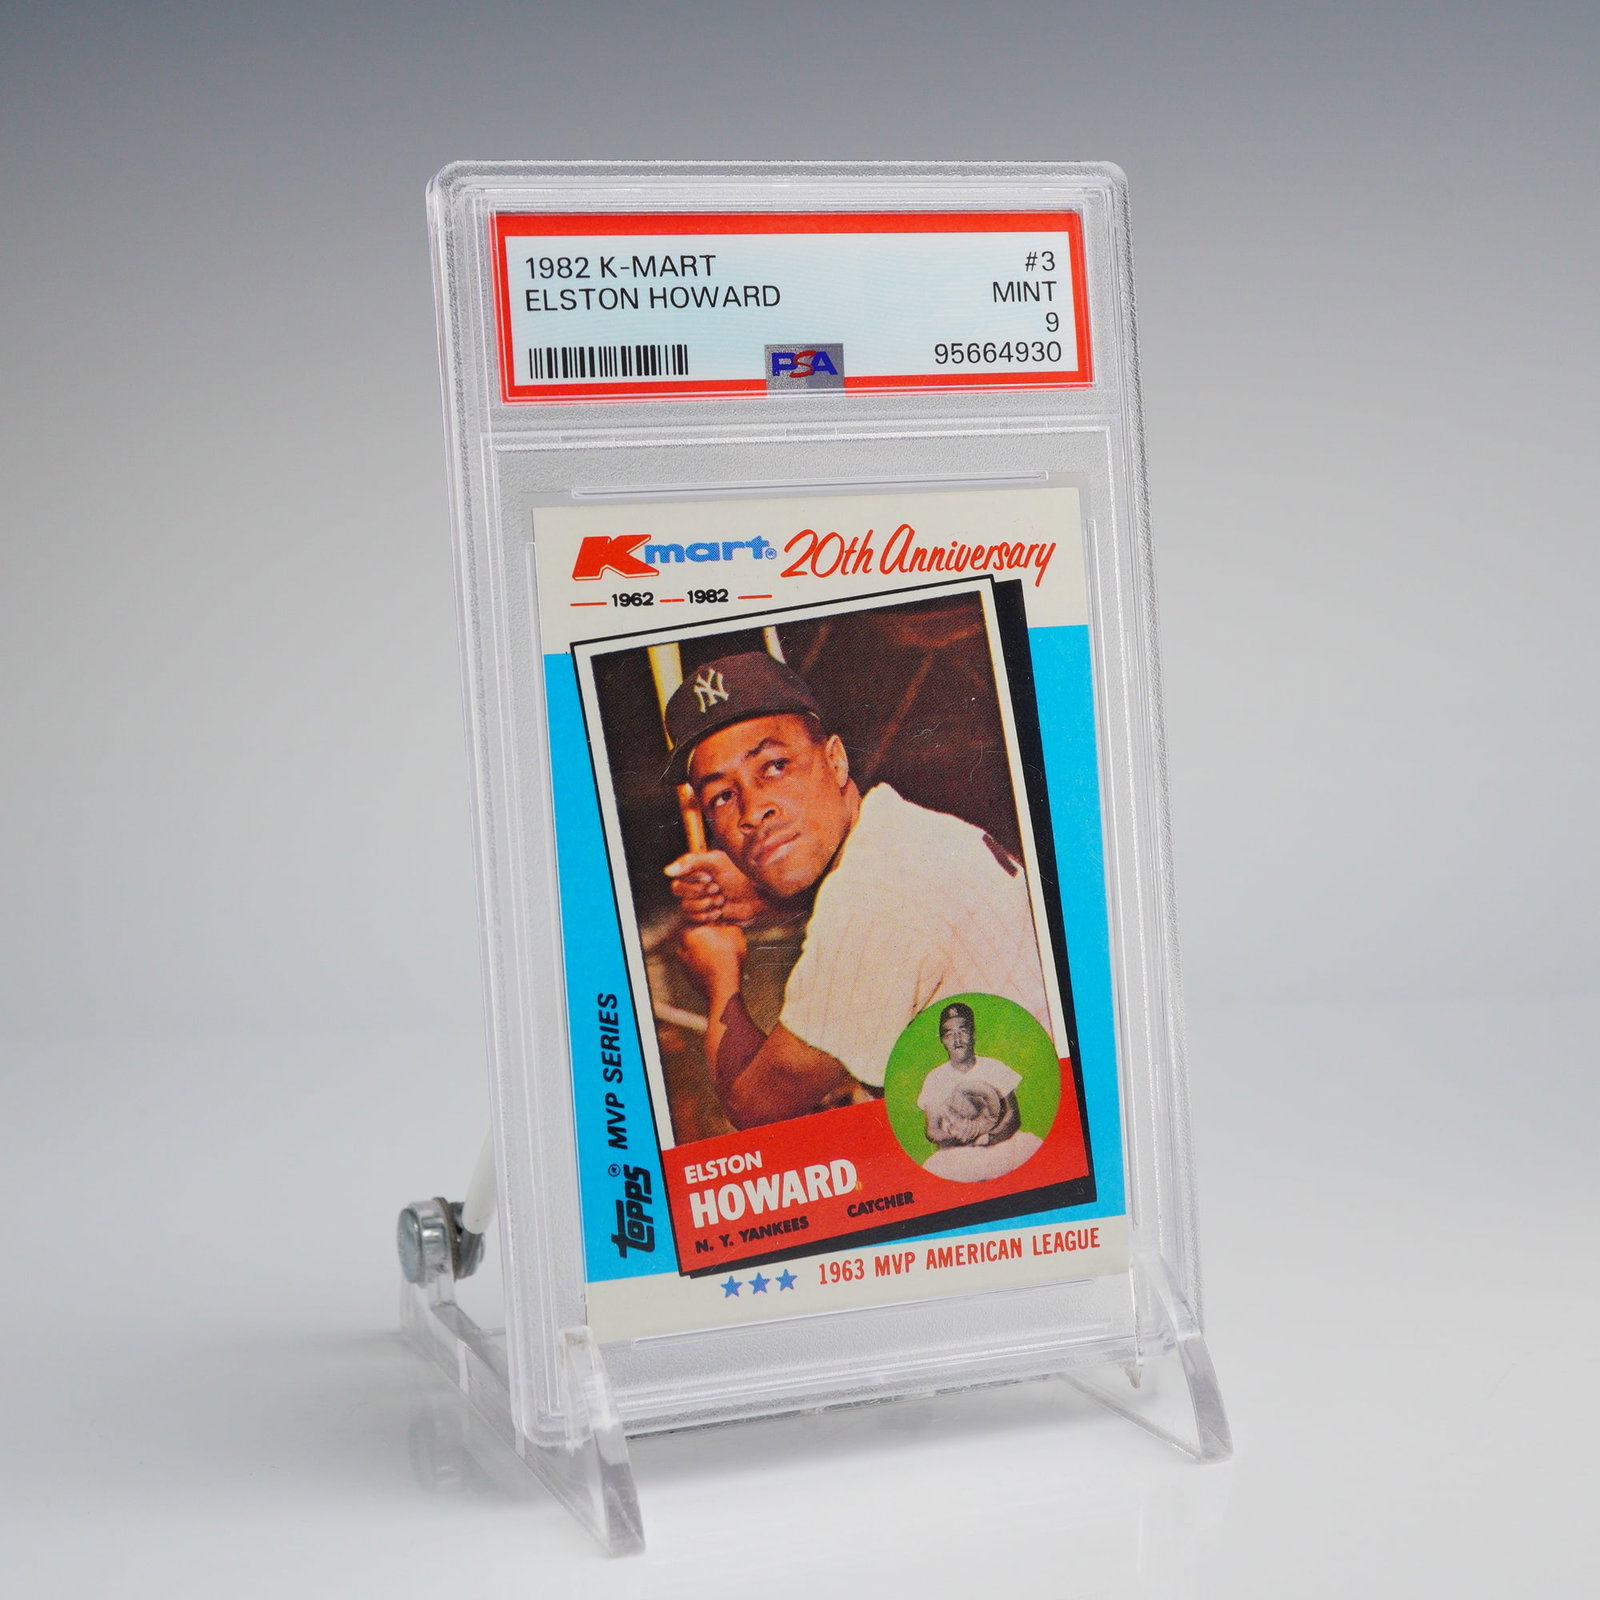 1982 K-MART #3
ELSTON HOWARD MINT
9
95664930
PSA
Kmart® 20th Anniversary
1962 — 1982
NY
TOPPS® MVP SERIES
ELSTON
HOWARD
N. Y. YANKEES CATCHER
1963 MVP AMERICAN LEAGUE